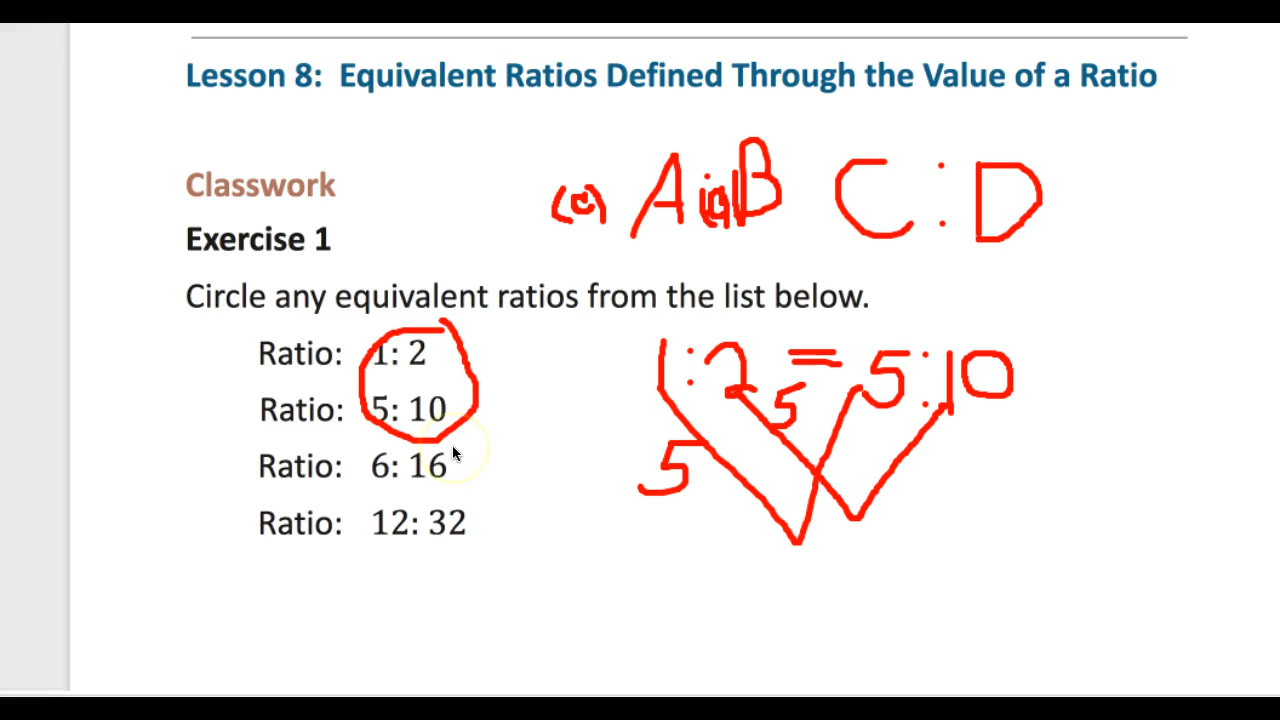 Lesson 8: Equivalent Ratios Defined Through the Value of a Ratio
Classwork
(c) A (c) B C : D
Exercise 1
Circle any equivalent ratios from the list below.
Ratio: 1: 2
1 : 2 = 5 : 10
Ratio: 5: 10
5
Ratio: 6: 16
5
Ratio: 12: 32